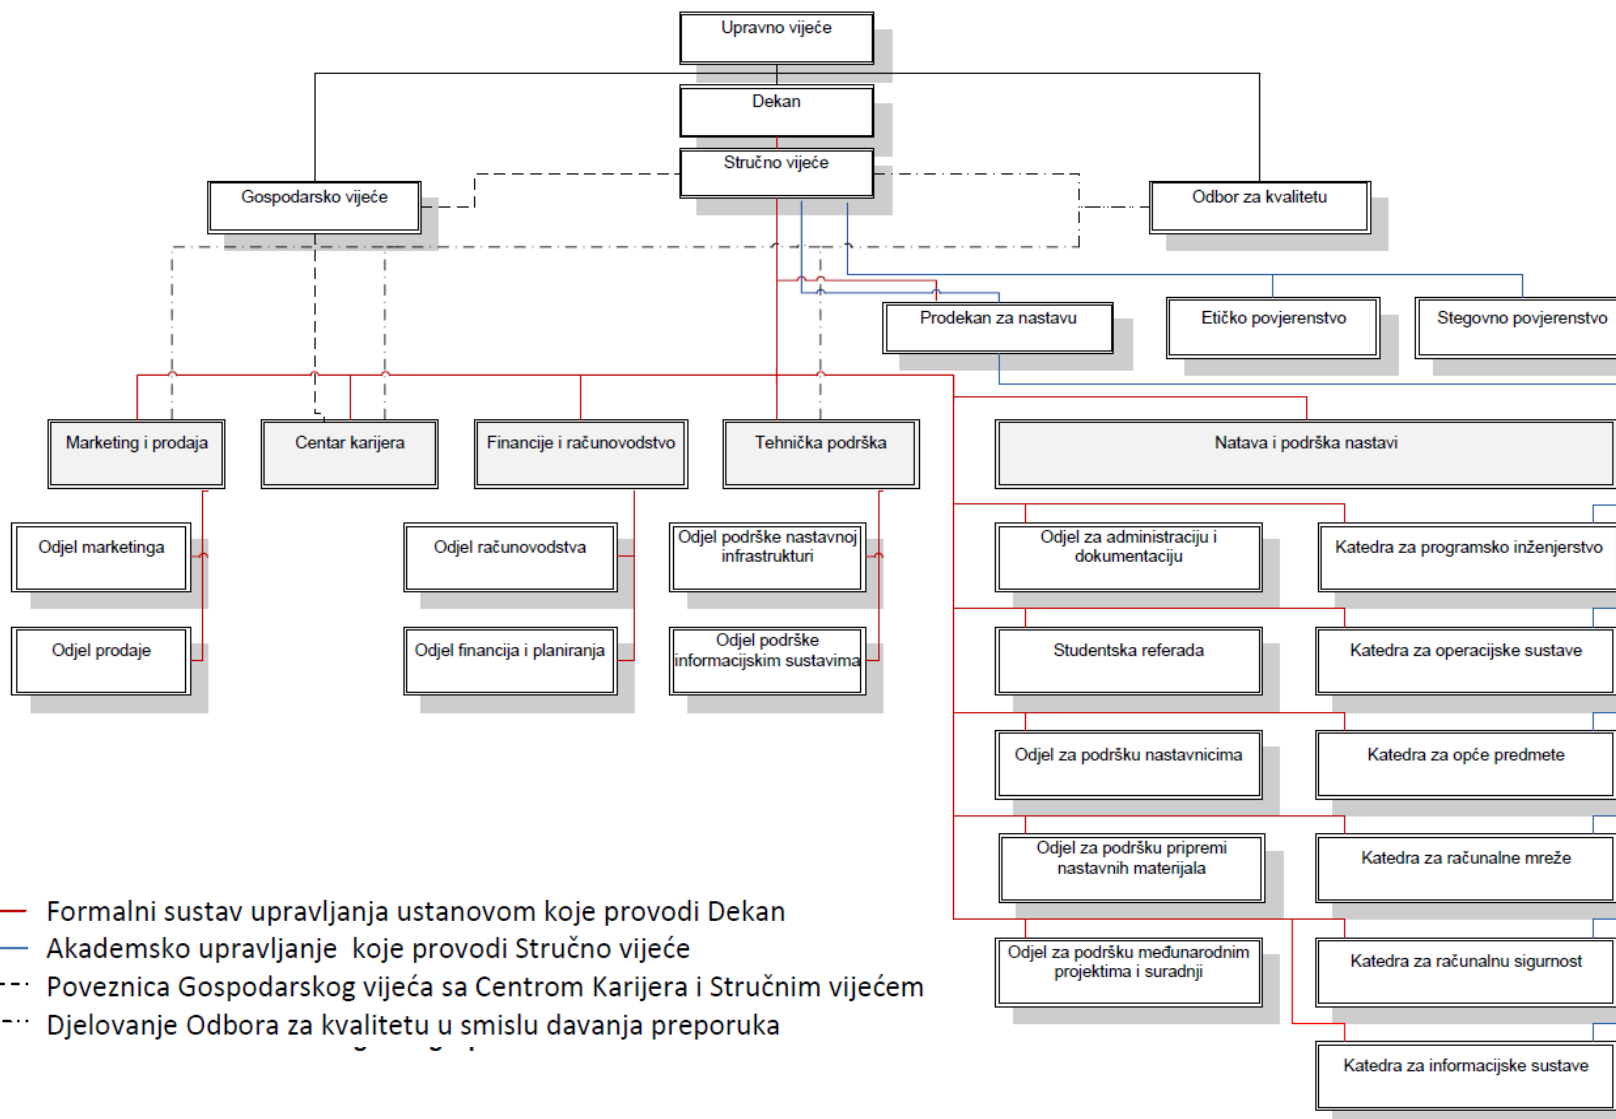 Upravno vijeće
Dekan
Stručno vijeće
Gospodarsko vijeće
Odbor za kvalitetu
Prodekan za nastavu
Etičko povjerenstvo
Stegovno povjerenstvo
Marketing i prodaja
Centar karijera
Financije i računovodstvo
Tehnička podrška
Natava i podrška nastavi
Odjel marketinga
Odjel računovodstva
Odjel podrške nastavnoj
infrastrukturi
Odjel za administraciju i
dokumentaciju
Katedra za programsko inženjerstvo
Odjel prodaje
Odjel financija i planiranja
Odjel podrške
informacijskim sustavima
Studentska referada
Katedra za operacijske sustave
Odjel za podršku nastavnicima
Katedra za opće predmete
Odjel za podršku pripremi
nastavnih materijala
Katedra za računalne mreže
Odjel za podršku međunarodnim
projektima i suradnji
Katedra za računalnu sigurnost
Katedra za informacijske sustave
Formalni sustav upravljanja ustanovom koje provodi Dekan
Akademsko upravljanje koje provodi Stručno vijeće
Poveznica Gospodarskog vijeća sa Centrom Karijera i Stručnim vijećem
Djelovanje Odbora za kvalitetu u smislu davanja preporuka